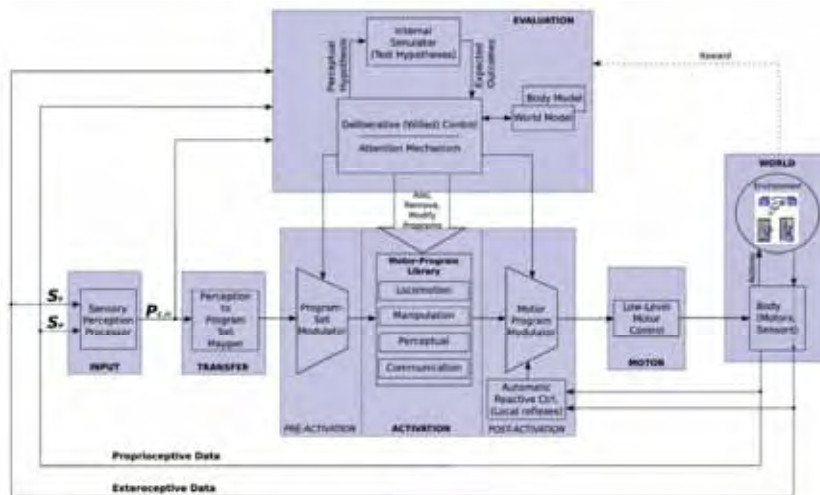 EVALUATION
Internal
Simulator
(Test Hypotheses)
Perceptual
Hypothesis
Expected
Outcomes
Reward
Body Model
World Model
Deliberative (Willed) Control
Attention Mechanism
WORLD
Environment
Add,
Remove,
Modify
Programs
Motor-Program
Library
Locomotion
Manipulation
Perceptual
Communication
Program-
Set
Modulator
Motor
Program
Modulator
Low-Level
Motor
Control
Body
(Motors,
Sensors)
Sensory
Perception
Processor
Perception
to
Program
Set
Mapper
INPUT
TRANSFER
MOTOR
Automatic
Reactive Ctrl.
(Local reflexes)
PRE-ACTIVATION
ACTIVATION
POST-ACTIVATION
Proprioceptive Data
Exteroceptive Data